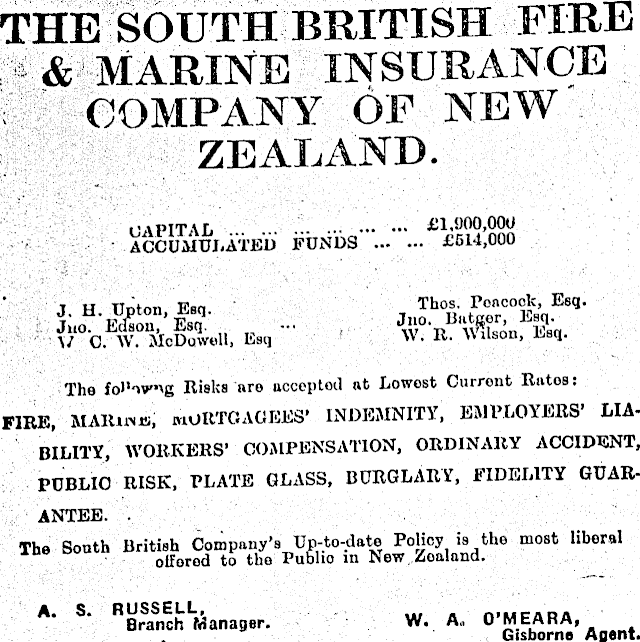 THE SOUTH BRITISH FIRE
& MARINE INSURANCE
COMPANY OF NEW
ZEALAND.
CAPITAL ... ... ... ... ... ... £1,900,000
ACCUMULATED FUNDS ... ... £514,000
J. H. Upton, Esq.
Thos. Peacock, Esq.
Jno. Edson, Esq. ...
Jno. Batger, Esq.
W C. W. McDowell, Esq
W. R. Wilson, Esq.
The following Risks are accepted at Lowest Current Rates:
FIRE, MARINE, MORTGAGEES' INDEMNITY, EMPLOYERS' LIA-
BILITY, WORKERS' COMPENSATION, ORDINARY ACCIDENT,
PUBLIC RISK, PLATE GLASS, BURGLARY, FIDELITY GUAR-
ANTEE.
The South British Company's Up-to-date Policy is the most liberal
offered to the Public in New Zealand.
A. S. RUSSELL,
Branch Manager.
W. A. O'MEARA,
Gisborne Agent.